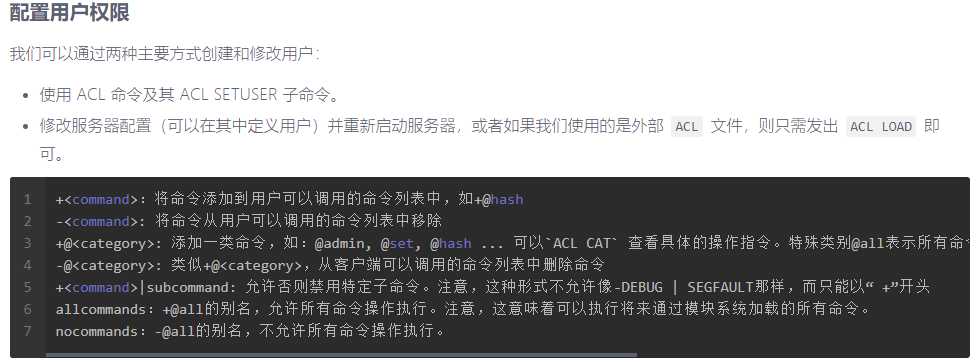 配置用户权限
我们可以通过两种主要方式创建和修改用户：
使用 ACL 命令及其 ACL SETUSER 子命令。
修改服务器配置（可以在其中定义用户）并重新启动服务器，或者如果我们使用的是外部 ACL 文件，则只需发出 ACL LOAD 即
可。
1 +<command>: 将命令添加到用户可以调用的命令列表中，如+@hash
2 -<command>: 将命令从用户可以调用的命令列表中移除
3 +@<category>: 添加一类命令，如：@admin, @set, @hash ... 可以`ACL CAT` 查看具体的操作指令。特殊类别@all表示所有命令
4 -@<category>: 类似+@<category>，从客户端可以调用的命令列表中删除命令
5 +<command>|subcommand: 允许否则禁用特定子命令。注意，这种形式不允许像-DEBUG | SEGFAULT那样，而只能以“ +”开头
6 allcommands：+@all的别名，允许所有命令操作执行。注意，这意味着可以执行将来通过模块系统加载的所有命令。
7 nocommands：-@all的别名，不允许所有命令操作执行。